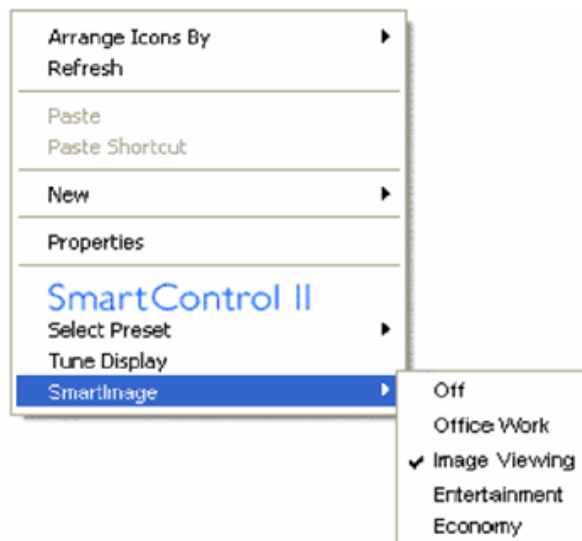 Arrange Icons By
Refresh
Paste
Paste Shortcut
New
Properties
SmartControl II
Select Preset
Tune Display
SmartImage
Off
Office Work
Image Viewing
Entertainment
Economy